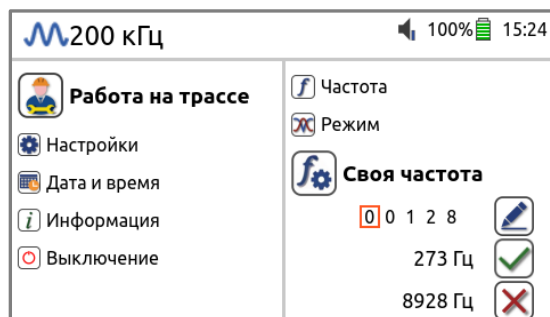 200 кГц
100% 15:24
Работа на трассе
Настройки
Дата и время
i Информация
Выключение
f Частота
Режим
f Своя частота
0 0 1 2 8
273 Гц
8928 Гц